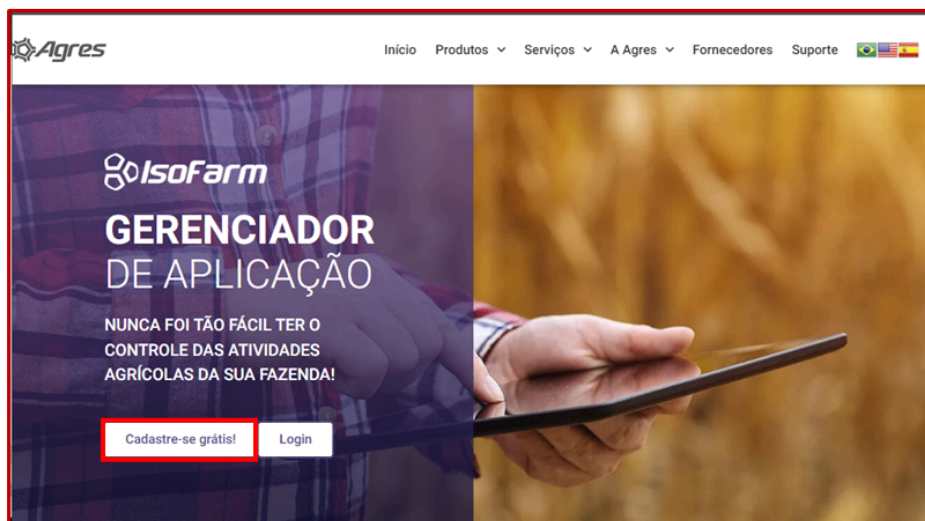 Agres
Início Produtos Serviços A Agres Fornecedores Suporte
IsoFarm
GERENCIADOR
DE APLICAÇÃO
NUNCA FOI TÃO FÁCIL TER O
CONTROLE DAS ATIVIDADES
AGRÍCOLAS DA SUA FAZENDA!
Cadastre-se grátis! Login